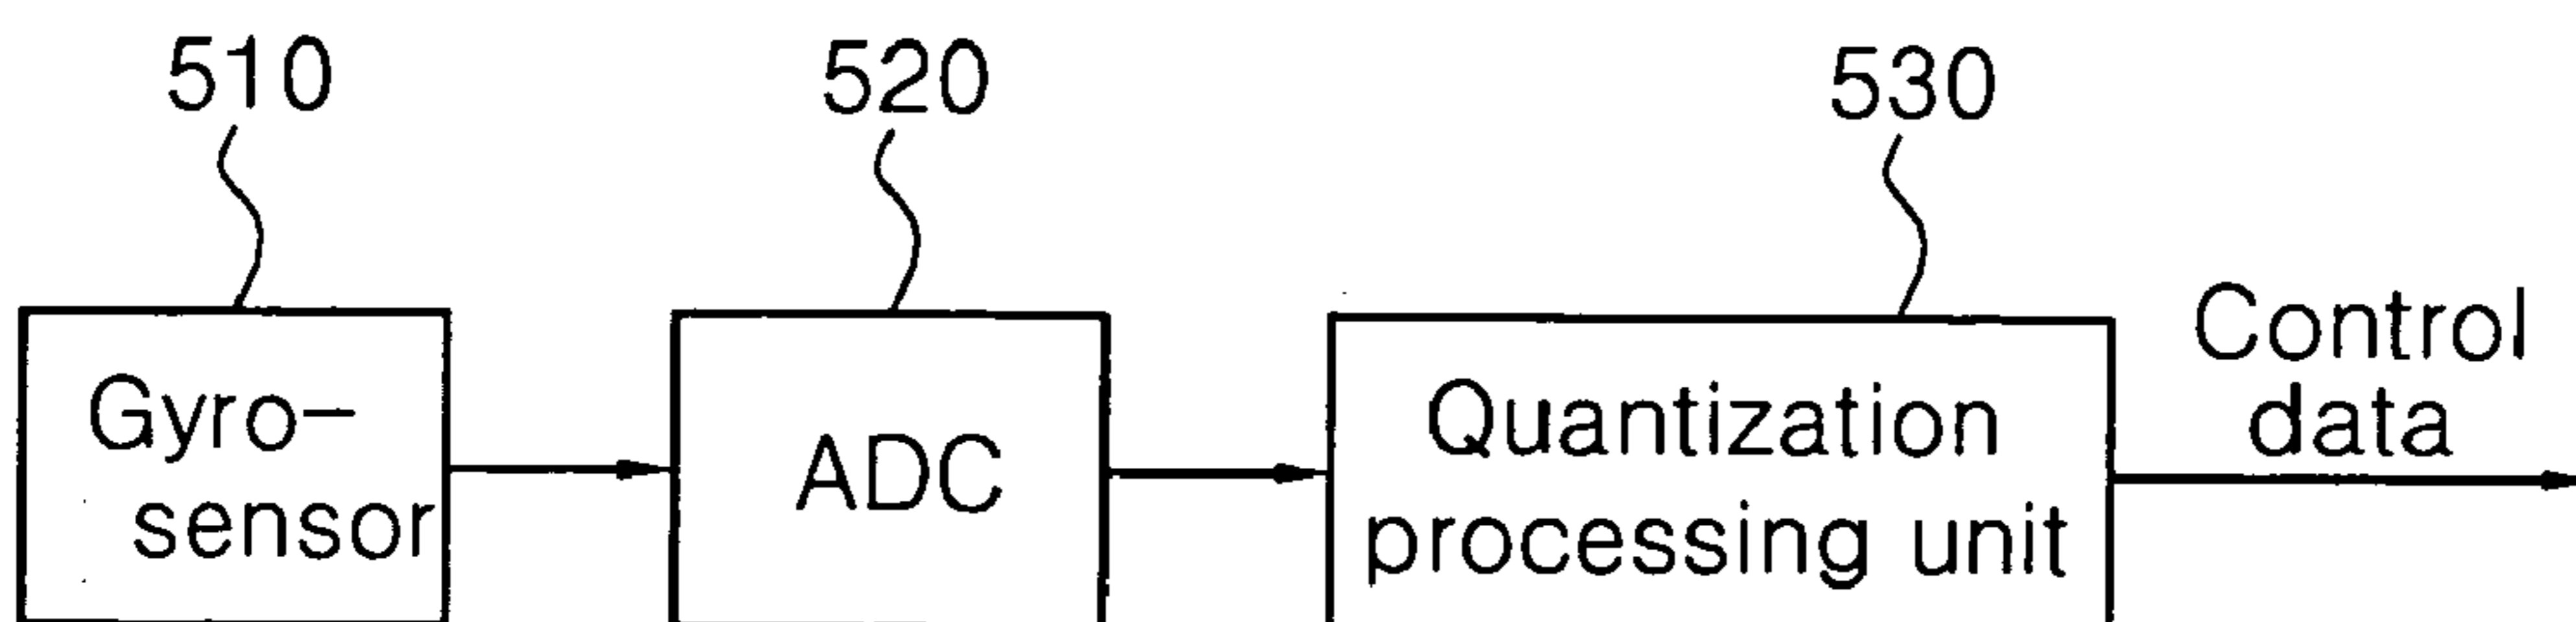 510
520
530
Gyro-
sensor
ADC
Quantization
processing unit
Control
data